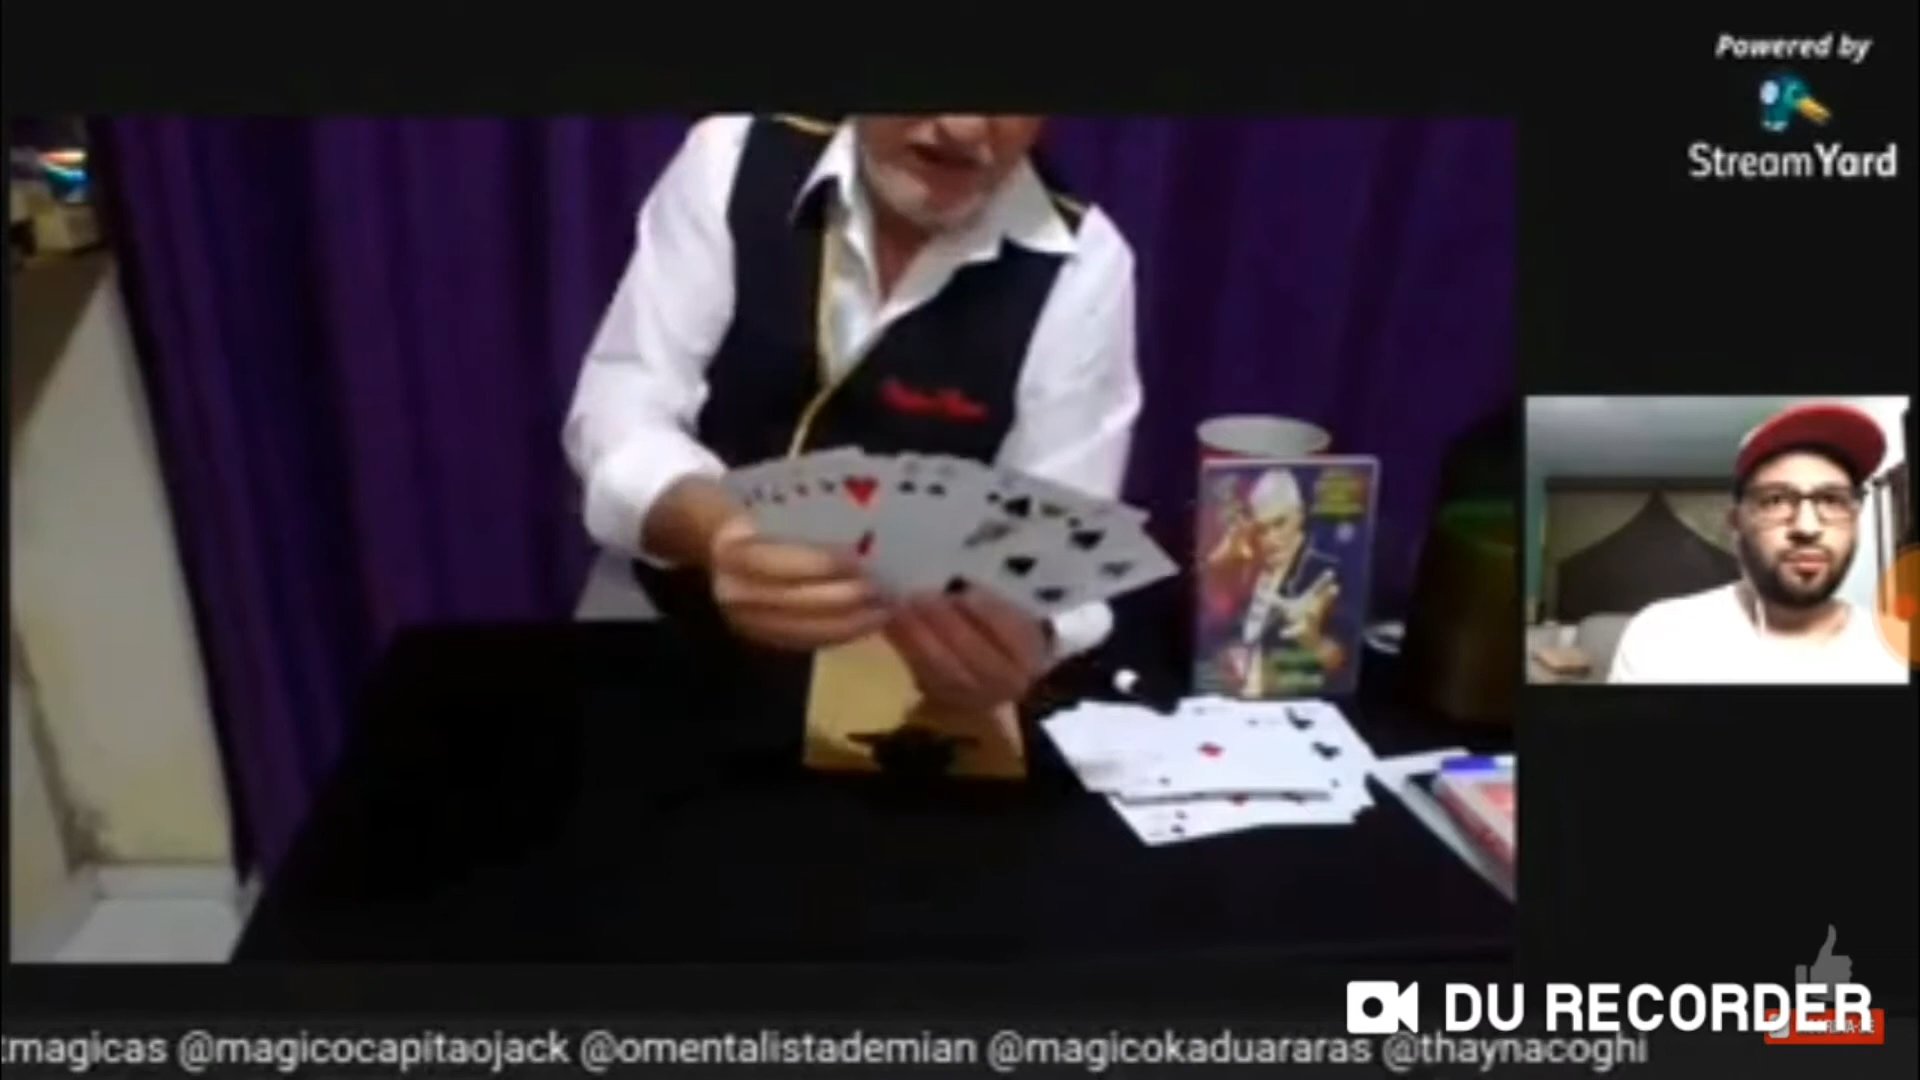 Powered by
StreamYard
DU RECORDER
magicas @magicocapitaojack @omentalistademian @magicokaduararas @thaynacoghi